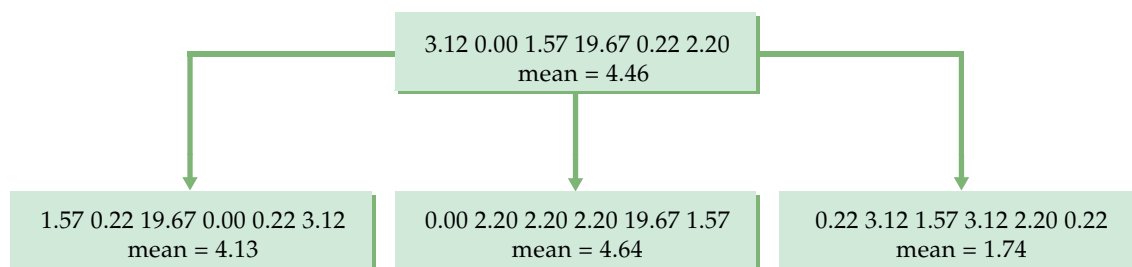 3.12 0.00 1.57 19.67 0.22 2.20
mean = 4.46
1.57 0.22 19.67 0.00 0.22 3.12
mean = 4.13
0.00 2.20 2.20 2.20 19.67 1.57
mean = 4.64
0.22 3.12 1.57 3.12 2.20 0.22
mean = 1.74